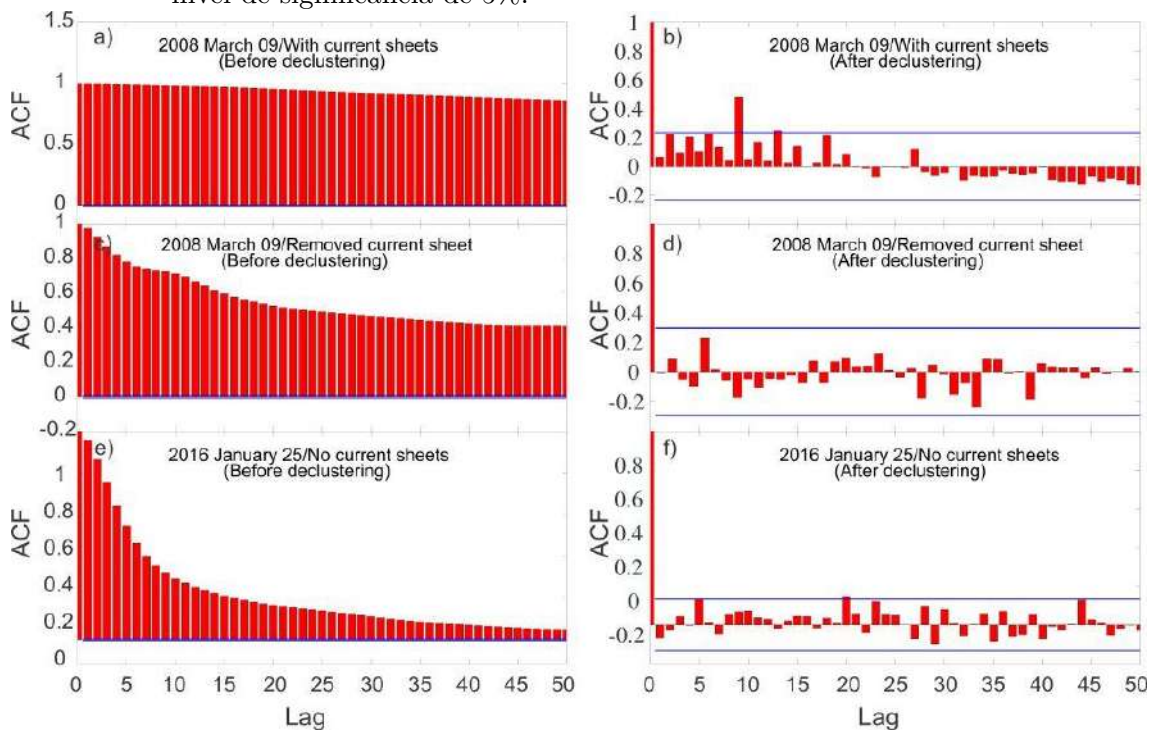 nível de significância de 5%.
a) 2008 March 09/With current sheets
(Before declustering)
ACF
1.5
1
0.5
0
b) 2008 March 09/With current sheets
(After declustering)
ACF
1
0.8
0.6
0.4
0.2
0
-0.2
c) 2008 March 09/Removed current sheet
(Before declustering)
ACF
1
0.8
0.6
0.4
0.2
0
-0.2
d) 2008 March 09/Removed current sheet
(After declustering)
ACF
1
0.8
0.6
0.4
0.2
0
-0.2
e) 2016 January 25/No current sheets
(Before declustering)
ACF
1
0.8
0.6
0.4
0.2
0
0 5 10 15 20 25 30 35 40 45 50
Lag
f) 2016 January 25/No current sheets
(After declustering)
ACF
0.8
0.6
0.4
0.2
0
-0.2
0 5 10 15 20 25 30 35 40 45 50
Lag